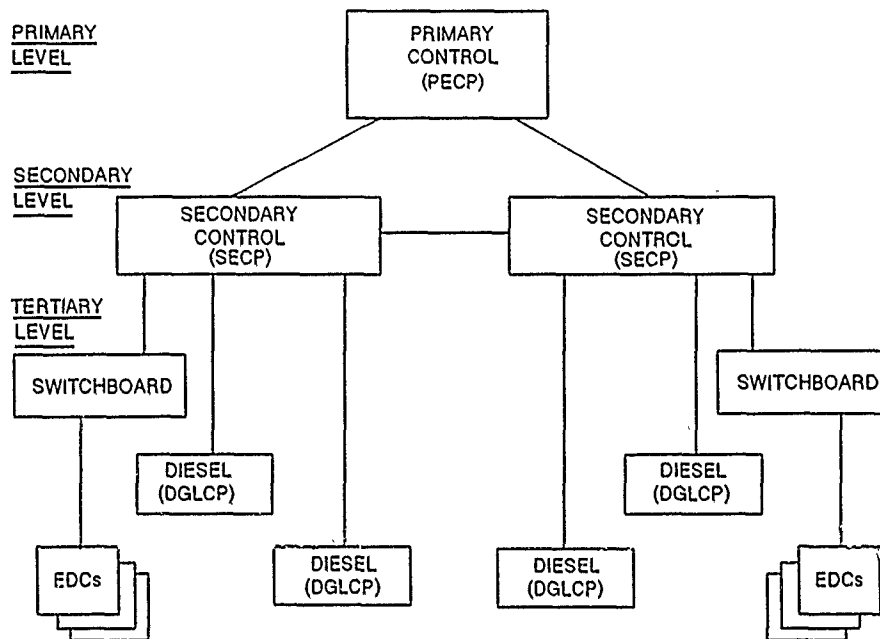 PRIMARY
LEVEL
PRIMARY
CONTROL
(PECP)
SECONDARY
LEVEL
SECONDARY
CONTROL
(SECP)
SECONDARY
CONTROL
(SECP)
TERTIARY
LEVEL
SWITCHBOARD
SWITCHBOARD
DIESEL
(DGLCP)
DIESEL
(DGLCP)
EDCs
DIESEL
(DGLCP)
DIESEL
(DGLCP)
EDCs